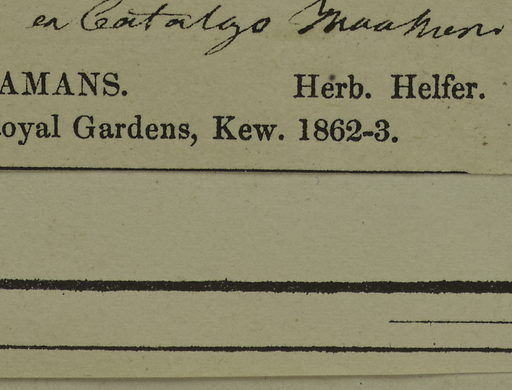 ex Catalogo
AMANS. Herb. Helfer.
oyal Gardens, Kew. 1862-3.